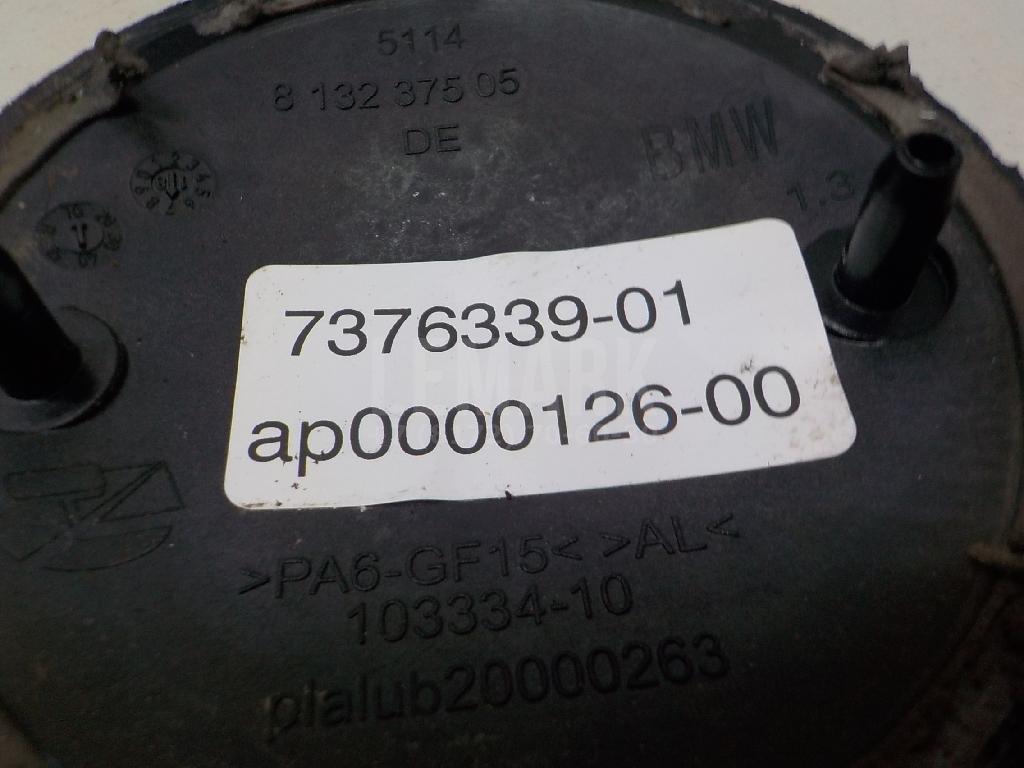 5114
8 132 375 05
DE
BMW
1.3
7376339-01
LEMARK
ap0000126-00
>PA6-GF15< >AL<
103334-10
plalub20000263